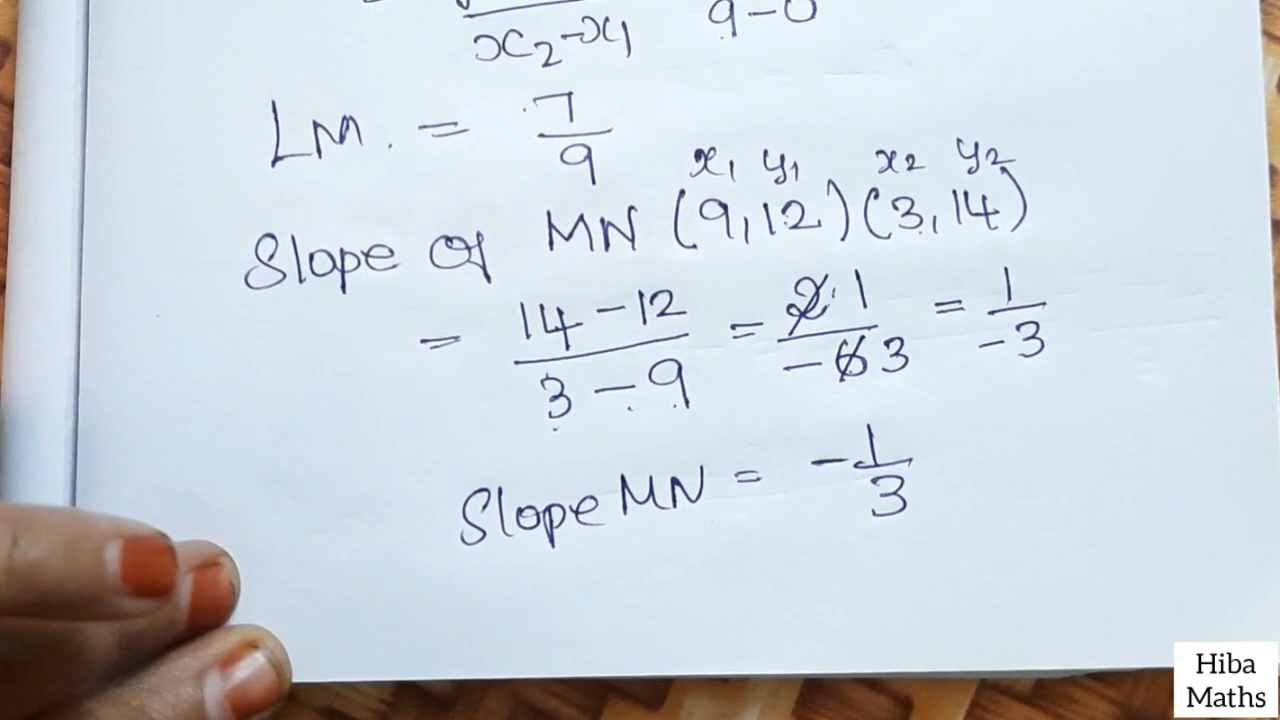 x₂-x₁ 9-0
LM. = 7/9
x₁ y₁ x₂ y₂
Slope of MN (9,12) (3,14)
= 14-12/3-9 = 2 1/-6 3 = 1/-3
Slope MN = -1/3
Hiba
Maths